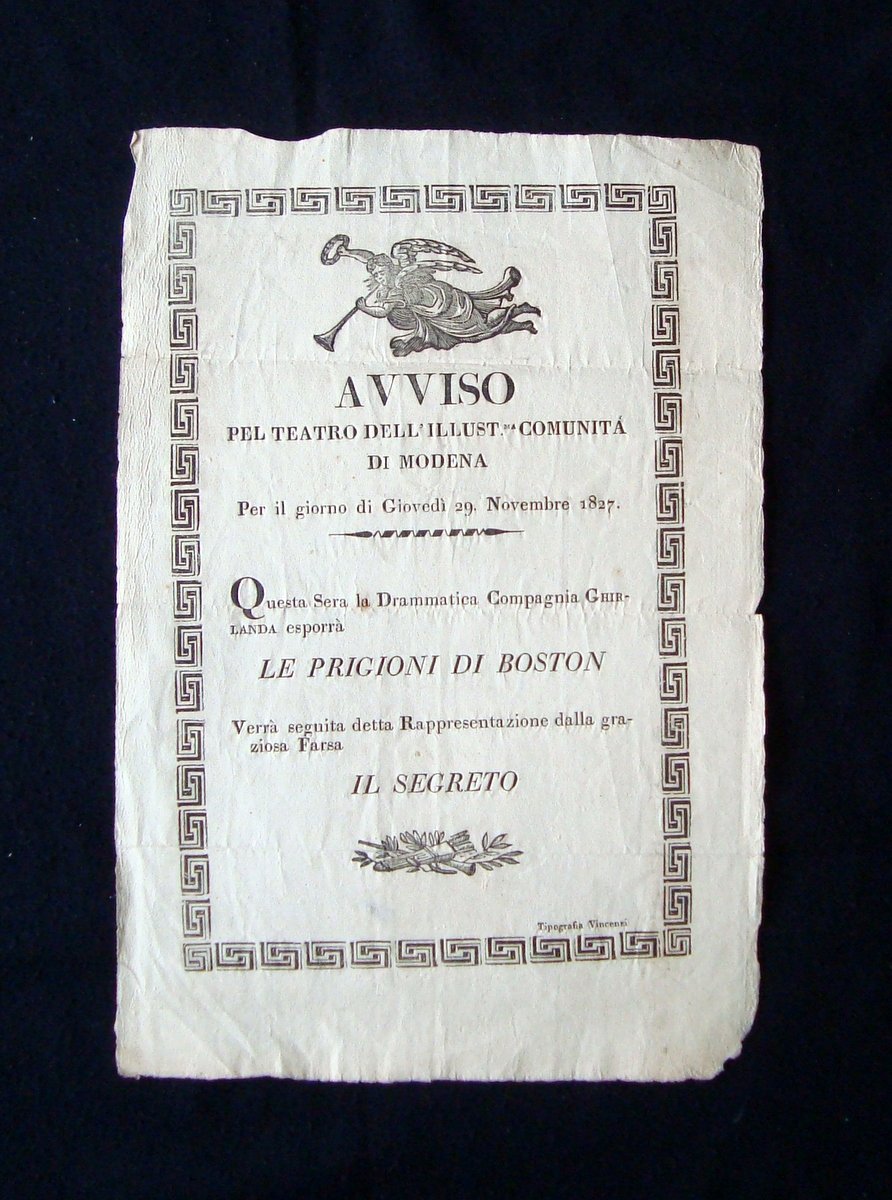 AVVISO
PEL TEATRO DELL'ILLUST.MA COMUNITÁ
DI MODENA
Per il giorno di Giovedì 29. Novembre 1827.
Questa Sera la Drammatica Compagnia GHIR-
LANDA esporrà
LE PRIGIONI DI BOSTON
Verrà seguita detta Rappresentazione dalla gra-
ziosa Farsa
IL SEGRETO
Tipografia Vincenzi